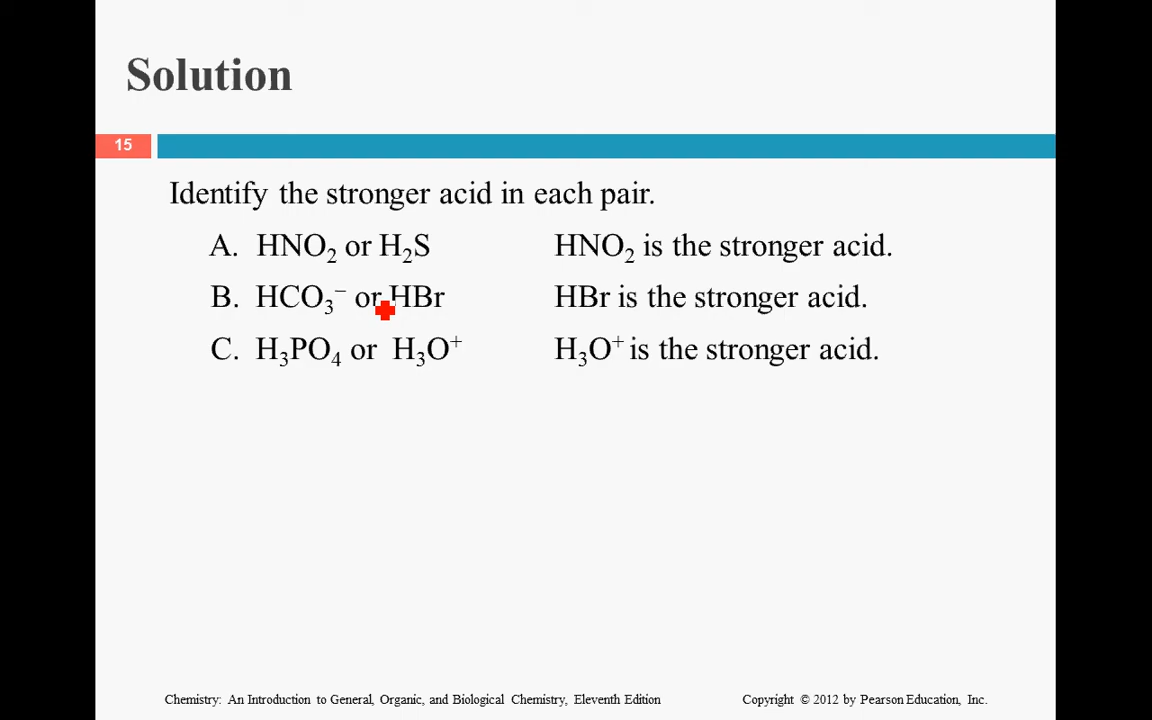 Solution
15
Identify the stronger acid in each pair.
A. HNO₂ or H₂S HNO₂ is the stronger acid.
B. HCO₃⁻ or HBr HBr is the stronger acid.
C. H₃PO₄ or H₃O⁺ H₃O⁺ is the stronger acid.
Chemistry: An Introduction to General, Organic, and Biological Chemistry, Eleventh Edition Copyright © 2012 by Pearson Education, Inc.